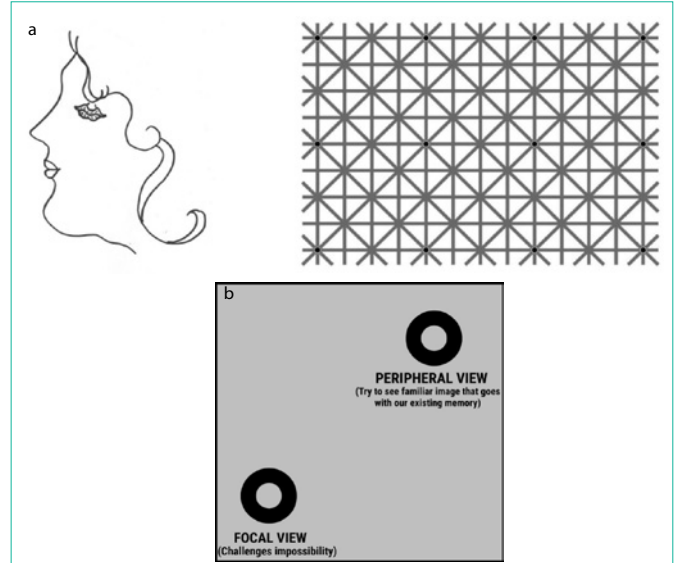 a
b
PERIPHERAL VIEW
(Try to see familiar image that goes
with our existing memory)
FOCAL VIEW
(Challenges impossibility)